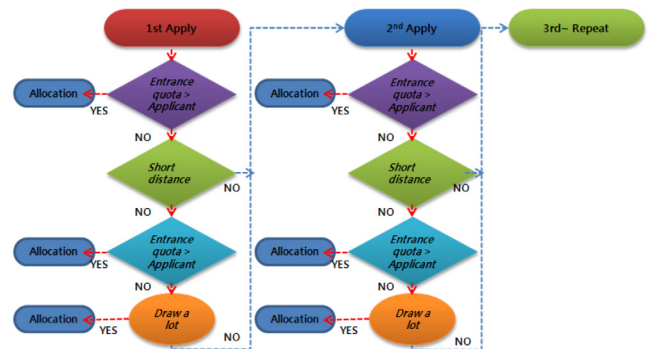 1st Apply
2nd Apply
3rd~ Repeat
Allocation
YES
Entrance
quota >
Applicant
NO
Short
distance
NO
NO
Allocation
YES
Entrance
quota >
Applicant
NO
Allocation
YES
Draw a
lot
NO
Allocation
YES
Entrance
quota >
Applicant
NO
Short
distance
NO
NO
Allocation
YES
Entrance
quota >
Applicant
NO
Allocation
YES
Draw a
lot
NO